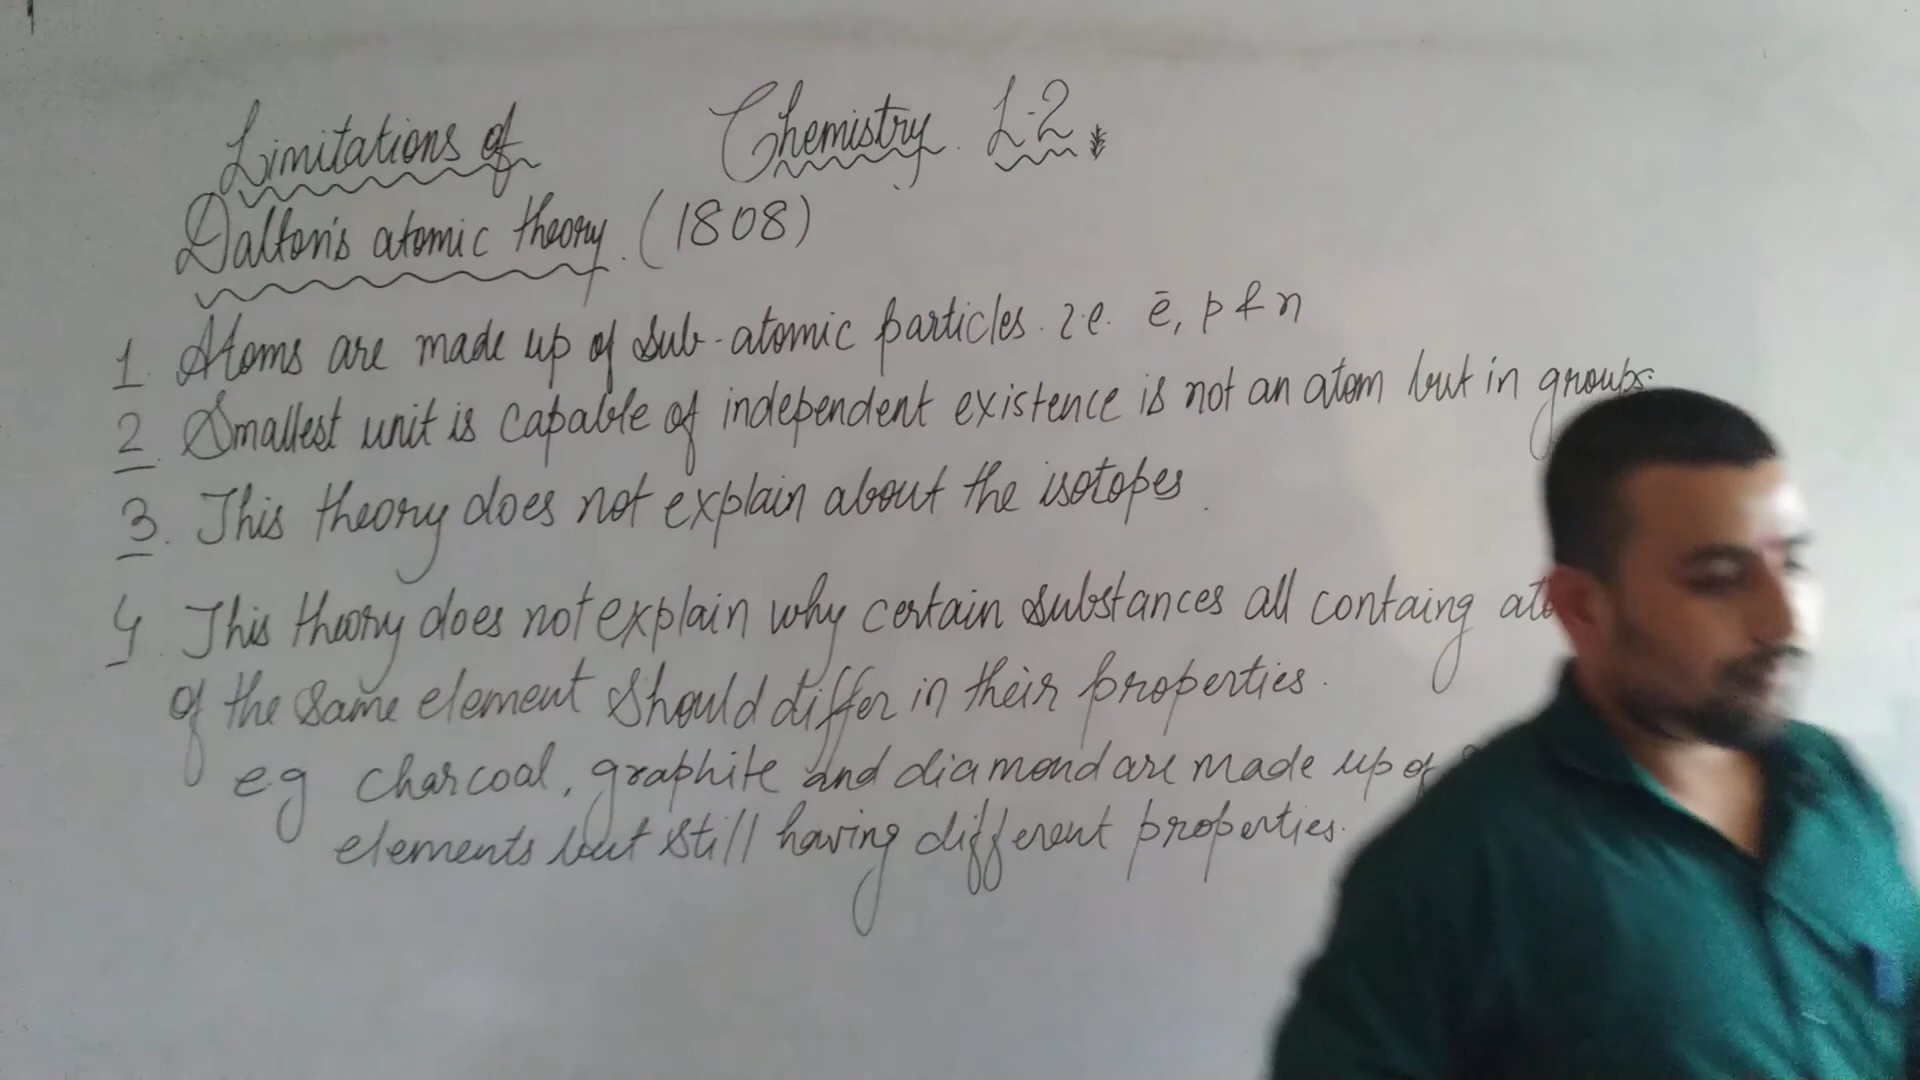 Limitations of
Chemistry. L-2.
Dalton's atomic theory. (1808)
1. Atoms are made up of Sub-atomic particles. i.e. ē, p & n
2. Smallest unit is capable of independent existence is not an atom but in groups.
3. This theory does not explain about the isotopes.
4. This theory does not explain why certain substances all containg
of the same element should differ in their properties.
e.g charcoal, graphite and diamond are made up of
elements but still having different properties.